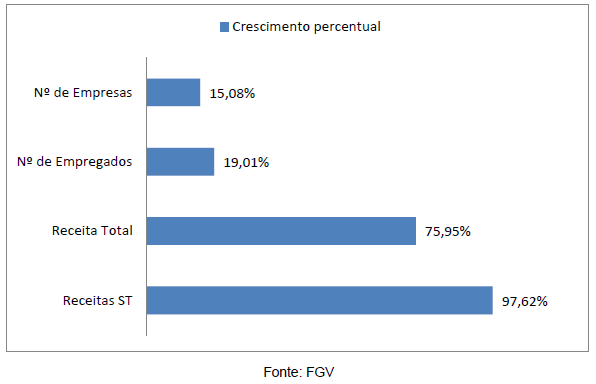 Crescimento percentual
Nº de Empresas 15,08%
Nº de Empregados 19,01%
Receita Total 75,95%
Receitas ST 97,62%
Fonte: FGV